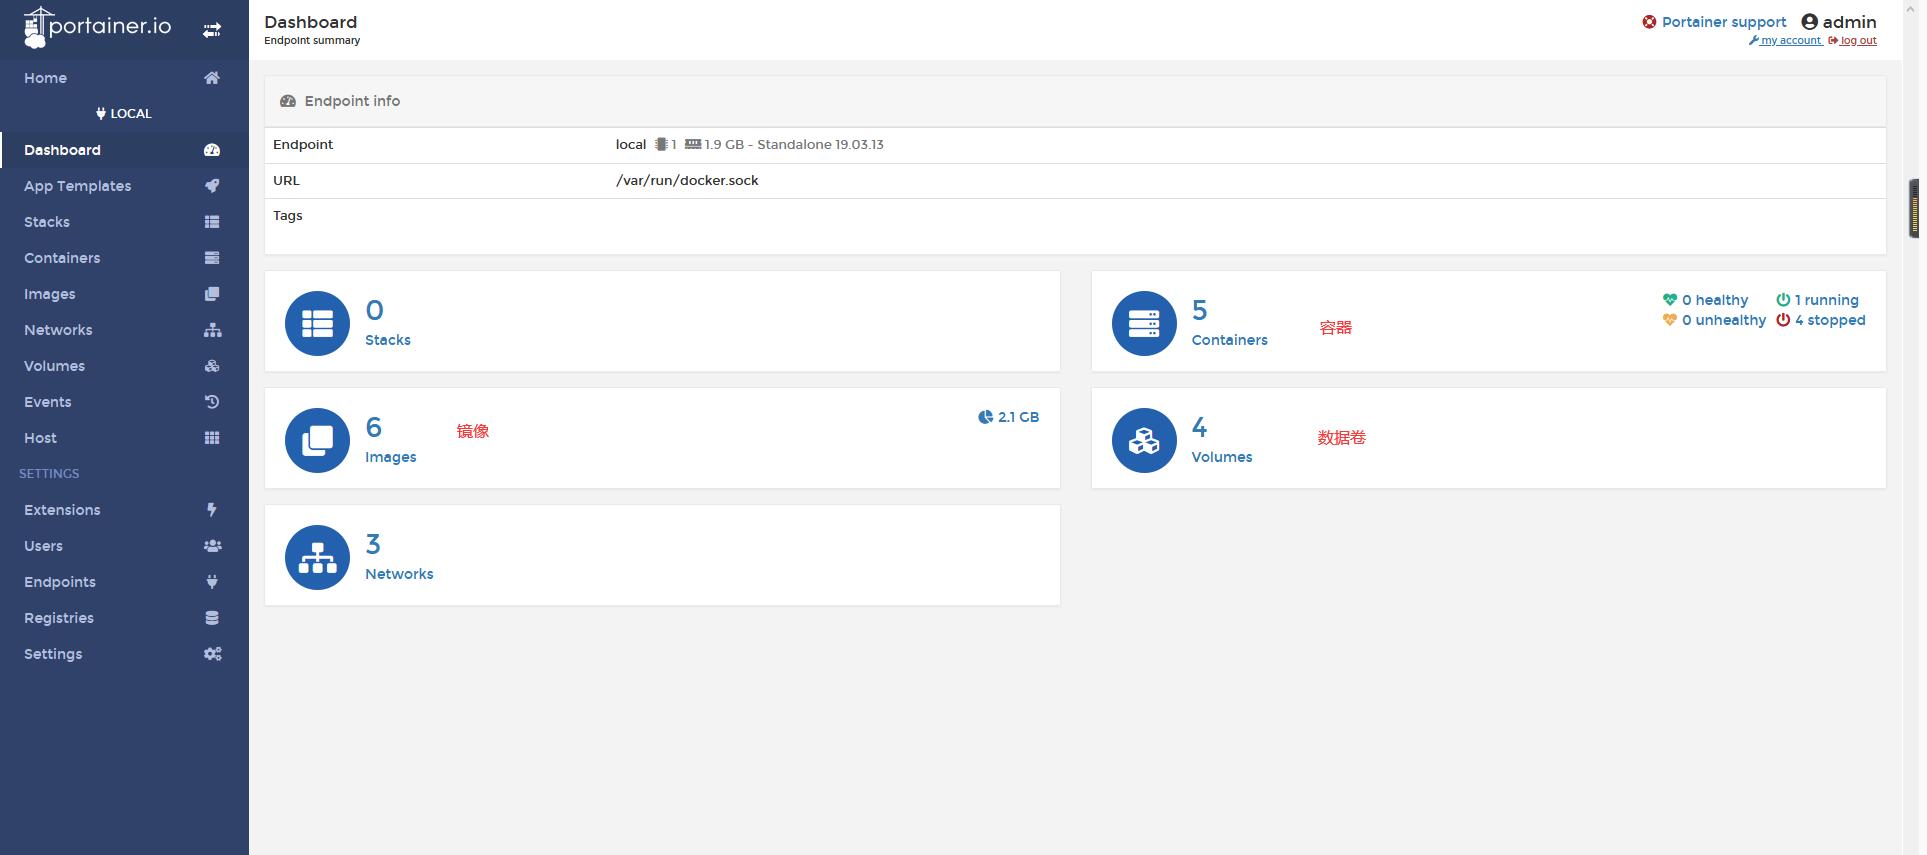 portainer.io
Home
LOCAL
Dashboard
App Templates
Stacks
Containers
Images
Networks
Volumes
Events
Host
SETTINGS
Extensions
Users
Endpoints
Registries
Settings
Dashboard
Endpoint summary
Portainer support admin
my account log out
Endpoint info
Endpoint local 1 1.9 GB - Standalone 19.03.13
URL /var/run/docker.sock
Tags
0
Stacks
5
Containers
容器
0 healthy 1 running
0 unhealthy 4 stopped
6
Images
镜像
2.1 GB
4
Volumes
数据卷
3
Networks